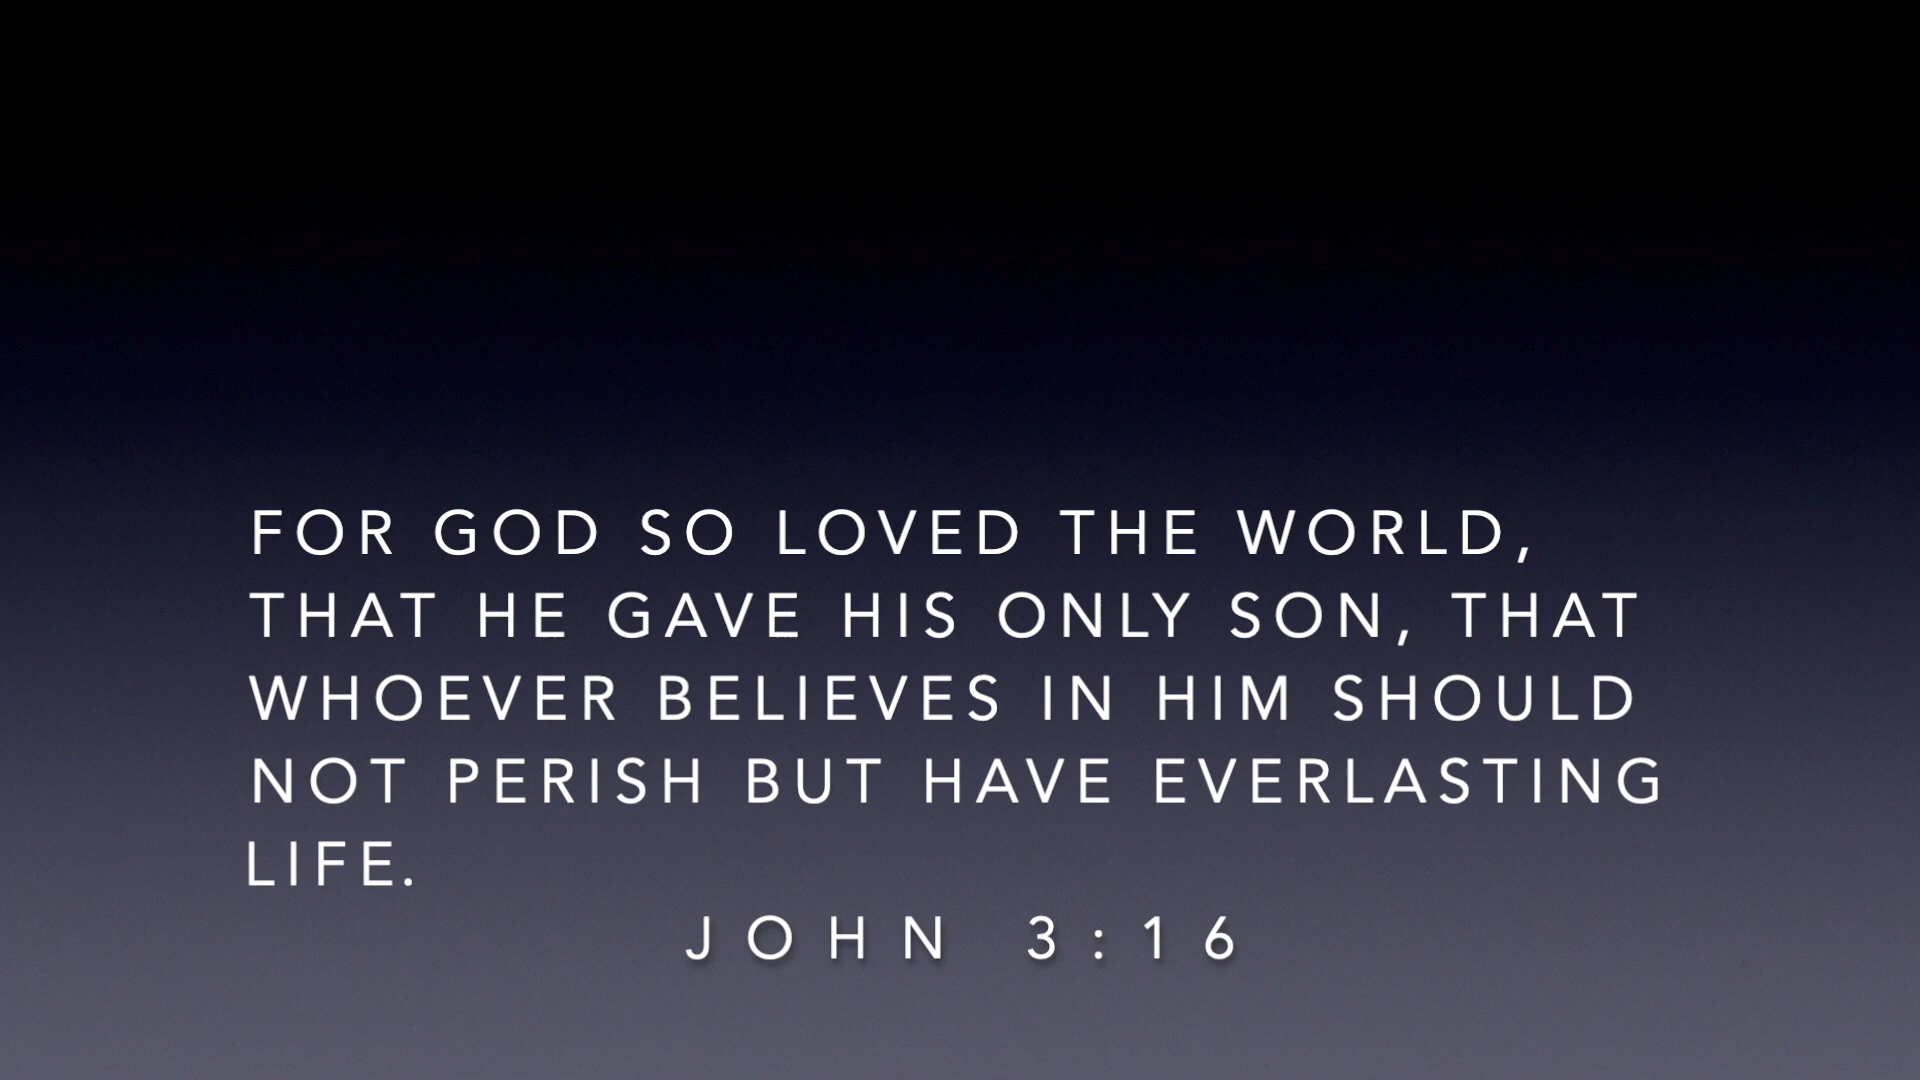 FOR GOD SO LOVED THE WORLD,
THAT HE GAVE HIS ONLY SON, THAT
WHOEVER BELIEVES IN HIM SHOULD
NOT PERISH BUT HAVE EVERLASTING
LIFE.
JOHN 3:16